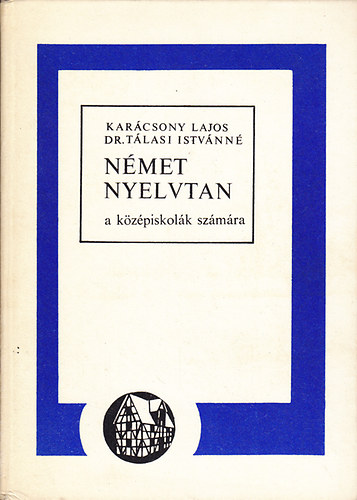 KARÁCSONY LAJOS
DR. TÁLASI ISTVÁNNÉ
NÉMET
NYELVTAN
a középiskolák számára